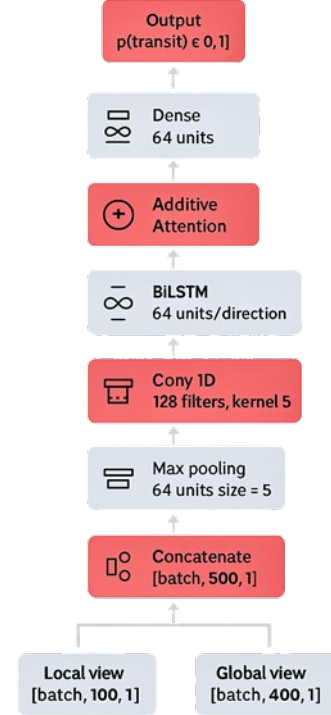 Output
p(transit) ϵ 0,1]
Dense
64 units
Additive
Attention
BiLSTM
64 units/direction
Cony 1D
128 filters, kernel 5
Max pooling
64 units size = 5
Concatenate
[batch, 500, 1]
Local view
[batch, 100, 1]
Global view
[batch, 400, 1]